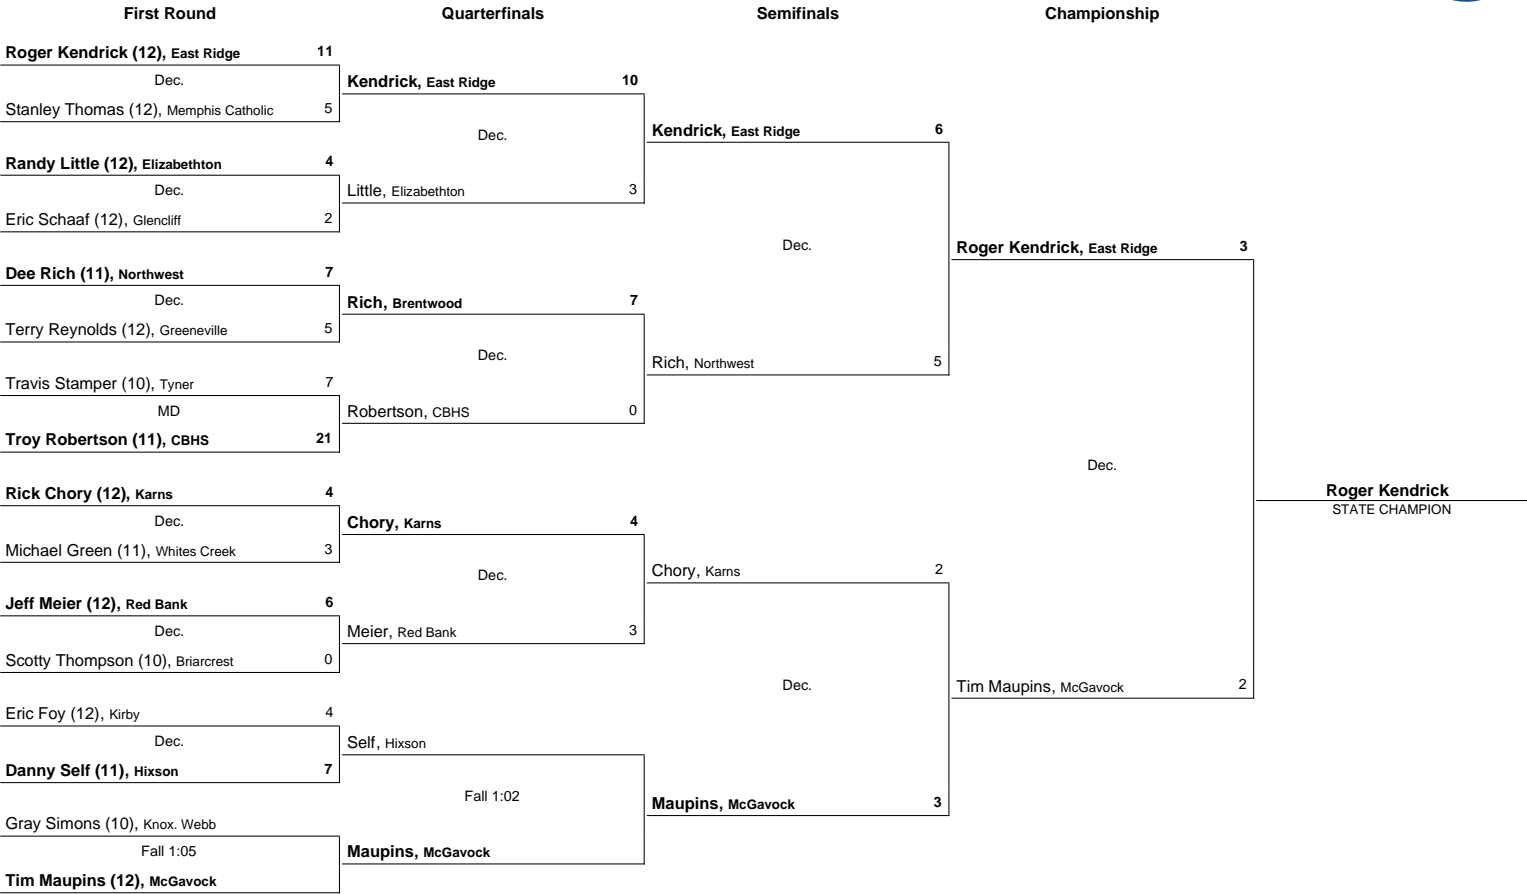 First Round Quarterfinals Semifinals Championship
Roger Kendrick (12), East Ridge 11
Dec.
Stanley Thomas (12), Memphis Catholic 5
Randy Little (12), Elizabethton 4
Dec.
Eric Schaaf (12), Glencliff 2
Dee Rich (11), Northwest 7
Dec.
Terry Reynolds (12), Greeneville 5
Travis Stamper (10), Tyner 7
MD
Troy Robertson (11), CBHS 21
Rick Chory (12), Karns 4
Dec.
Michael Green (11), Whites Creek 3
Jeff Meier (12), Red Bank 6
Dec.
Scotty Thompson (10), Briarcrest 0
Eric Foy (12), Kirby 4
Dec.
Danny Self (11), Hixson 7
Gray Simons (10), Knox. Webb
Fall 1:05
Tim Maupins (12), McGavock
Kendrick, East Ridge 10
Dec.
Little, Elizabethton 3
Rich, Brentwood 7
Dec.
Robertson, CBHS 0
Chory, Karns 4
Dec.
Meier, Red Bank 3
Self, Hixson
Fall 1:02
Maupins, McGavock
Kendrick, East Ridge 6
Dec.
Rich, Northwest 5
Chory, Karns 2
Dec.
Maupins, McGavock 3
Roger Kendrick, East Ridge 3
Dec.
Tim Maupins, McGavock 2
Roger Kendrick
STATE CHAMPION